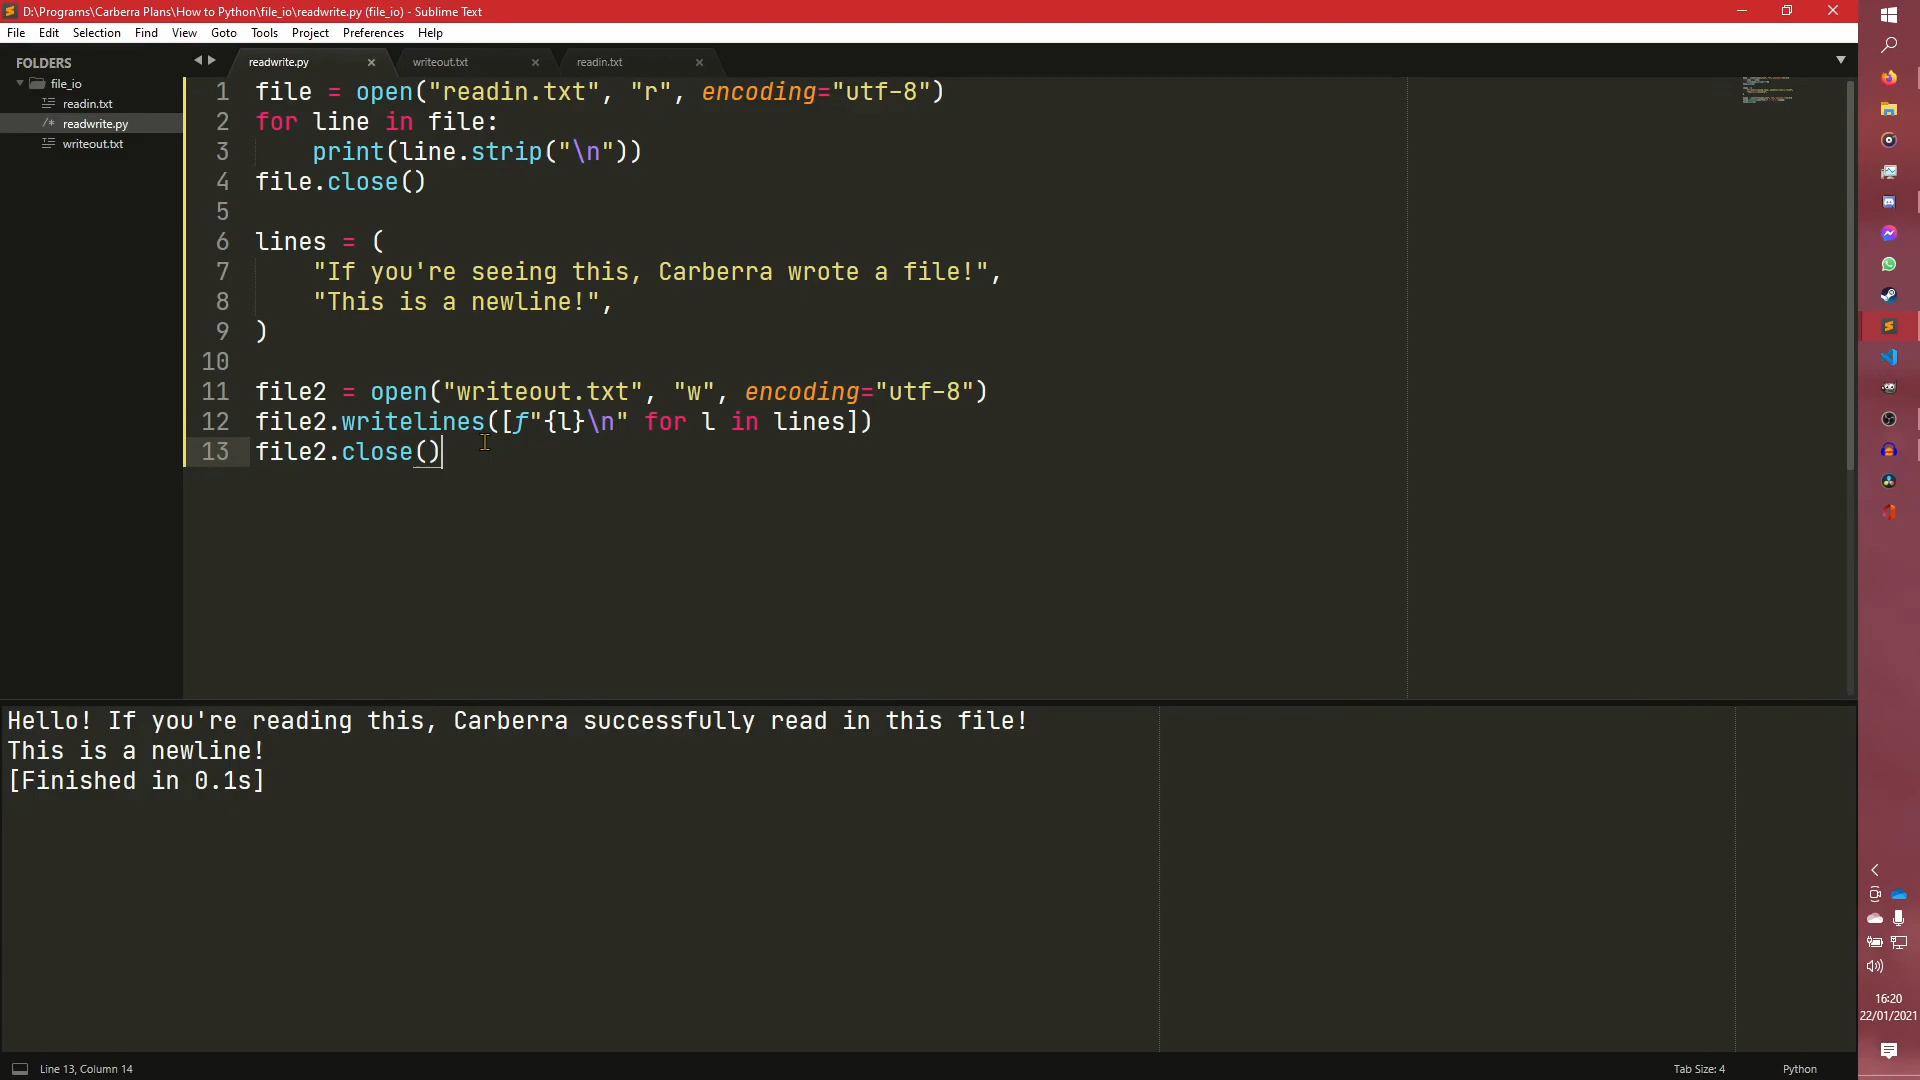 D:\Programs\Carberra Plans\How to Python\file_io\readwrite.py (file_io) - Sublime Text
File Edit Selection Find View Goto Tools Project Preferences Help
FOLDERS
file_io
readin.txt
readwrite.py
writeout.txt
readwrite.py writeout.txt readin.txt
1 file = open("readin.txt", "r", encoding="utf-8")
2 for line in file:
3     print(line.strip("\n"))
4 file.close()
5
6 lines = (
7     "If you're seeing this, Carberra wrote a file!",
8     "This is a newline!",
9 )
10
11 file2 = open("writeout.txt", "w", encoding="utf-8")
12 file2.writelines([f"{l}\n" for l in lines])
13 file2.close()
Hello! If you're reading this, Carberra successfully read in this file!
This is a newline!
[Finished in 0.1s]
Line 13, Column 14
Tab Size: 4
Python
16:20
22/01/2021